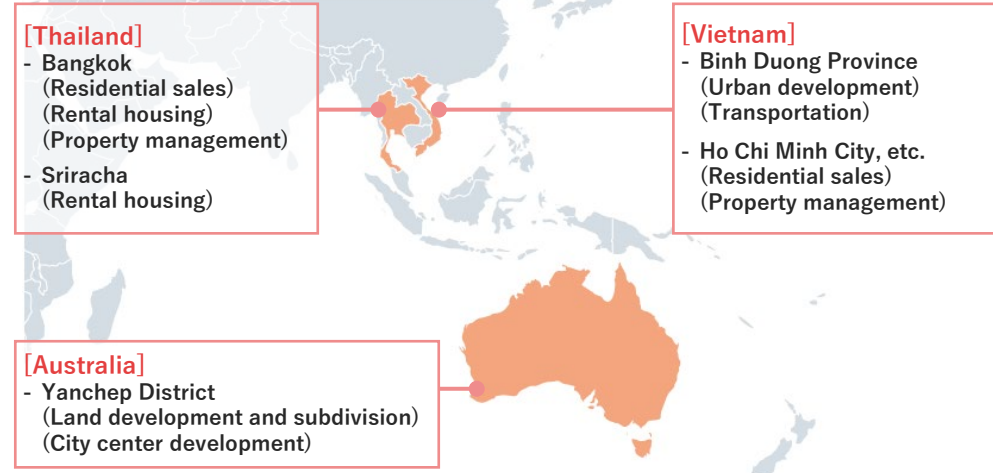 [Thailand]
- Bangkok
(Residential sales)
(Rental housing)
(Property management)
- Sriracha
(Rental housing)
[Vietnam]
- Binh Duong Province
(Urban development)
(Transportation)
- Ho Chi Minh City, etc.
(Residential sales)
(Property management)
[Australia]
- Yanchep District
(Land development and subdivision)
(City center development)